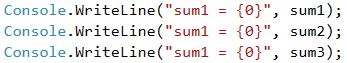 Console.WriteLine("sum1 = {0}", sum1);
Console.WriteLine("sum1 = {0}", sum2);
Console.WriteLine("sum1 = {0}", sum3);